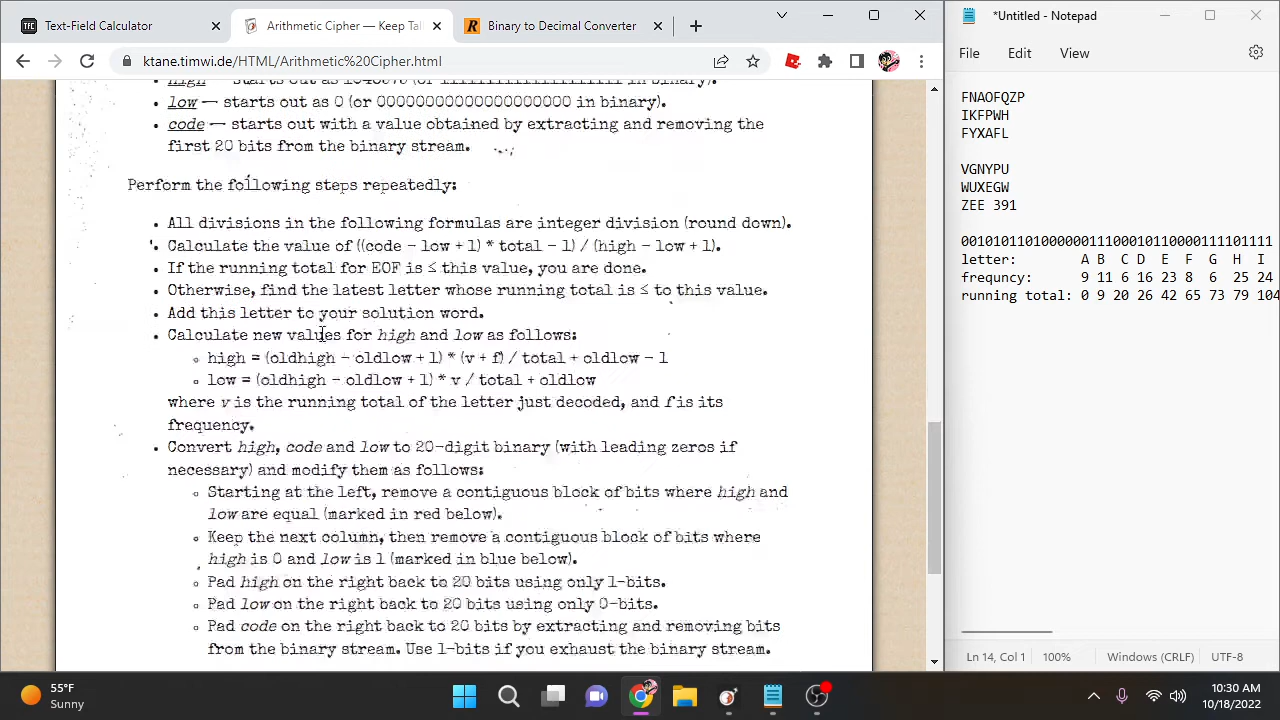 Text-Field Calculator
Arithmetic Cipher — Keep Tal
Binary to Decimal Converter
ktane.timwi.de/HTML/Arithmetic%20Cipher.html
low — starts out as 0 (or 00000000000000000000 in binary).
code — starts out with a value obtained by extracting and removing the
first 20 bits from the binary stream.
Perform the following steps repeatedly:
All divisions in the following formulas are integer division (round down).
Calculate the value of ((code − low + 1) * total − 1) / (high − low + 1).
If the running total for EOF is ≤ this value, you are done.
Otherwise, find the latest letter whose running total is ≤ to this value.
Add this letter to your solution word.
Calculate new values for high and low as follows:
high = (oldhigh − oldlow + 1) * (v + f) / total + oldlow − 1
low = (oldhigh − oldlow + 1) * v / total + oldlow
where v is the running total of the letter just decoded, and f is its
frequency.
Convert high, code and low to 20-digit binary (with leading zeros if
necessary) and modify them as follows:
Starting at the left, remove a contiguous block of bits where high and
low are equal (marked in red below).
Keep the next column, then remove a contiguous block of bits where
high is 0 and low is 1 (marked in blue below).
Pad high on the right back to 20 bits using only 1-bits.
Pad low on the right back to 20 bits using only 0-bits.
Pad code on the right back to 20 bits by extracting and removing bits
from the binary stream. Use 1-bits if you exhaust the binary stream.
*Untitled - Notepad
File Edit View
FNAOFQZP
IKFPWH
FYXAFL
VGNYPU
WUXEGW
ZEE 391
0010101101000000111000101100001111011111
letter: A B C D E F G H I
frequncy: 9 11 6 16 23 8 6 25 24
running total: 0 9 20 26 42 65 73 79 104
Ln 14, Col 1 100% Windows (CRLF) UTF-8
55°F
Sunny
10:30 AM
10/18/2022